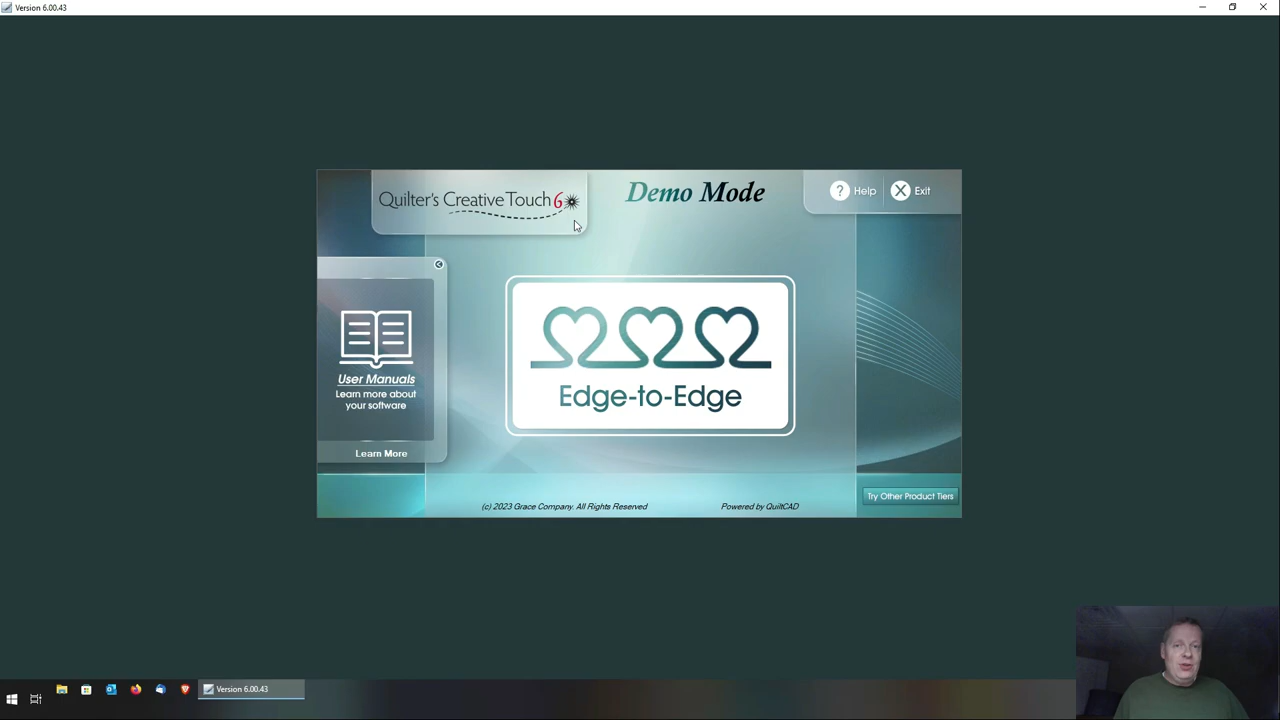 Version 6.00.43
Quilter's Creative Touch 6
Demo Mode
? Help
X Exit
User Manuals
Learn more about
your software
Learn More
Edge-to-Edge
(c) 2023 Grace Company. All Rights Reserved
Powered by QuiltCAD
Try Other Product Tiers
Version 6.00.43